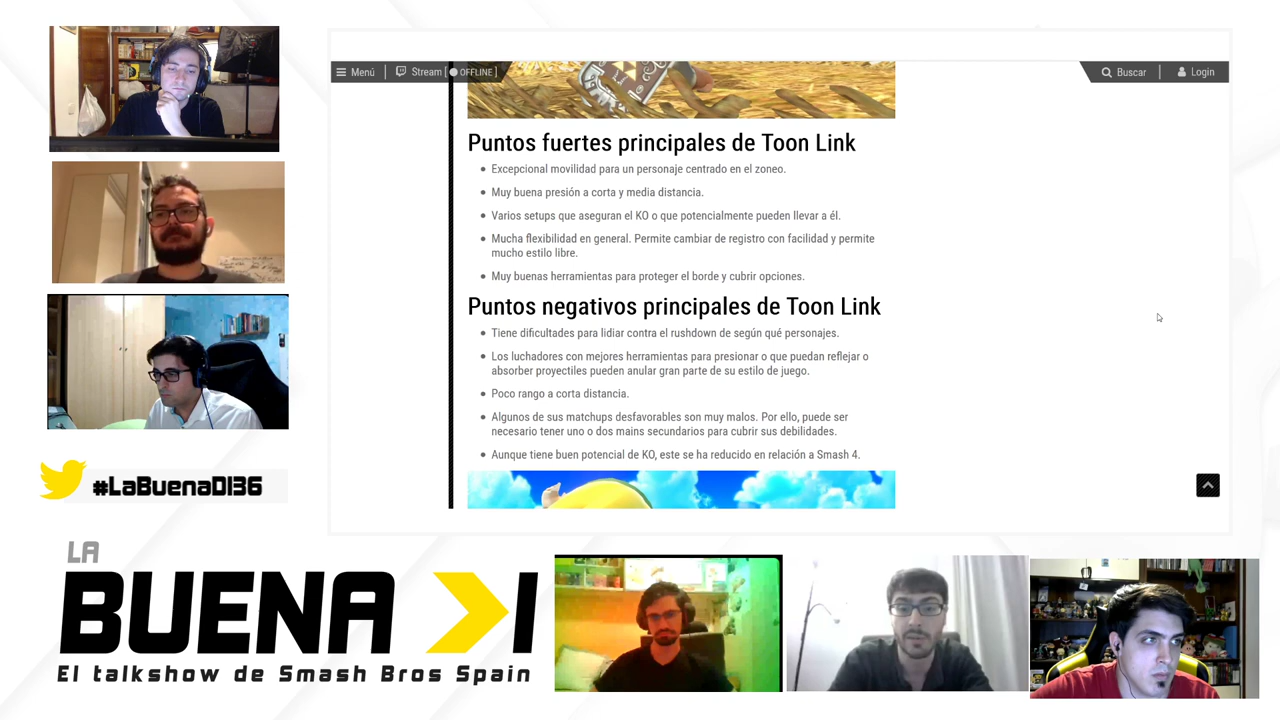 Menú
Stream [ OFFLINE ]
Buscar
Login
Puntos fuertes principales de Toon Link
Excepcional movilidad para un personaje centrado en el zoneo.
Muy buena presión a corta y media distancia.
Varios setups que aseguran el KO o que potencialmente pueden llevar a él.
Mucha flexibilidad en general. Permite cambiar de registro con facilidad y permite
mucho estilo libre.
Muy buenas herramientas para proteger el borde y cubrir opciones.
Puntos negativos principales de Toon Link
Tiene dificultades para lidiar contra el rushdown de según qué personajes.
Los luchadores con mejores herramientas para presionar o que puedan reflejar o
absorber proyectiles pueden anular gran parte de su estilo de juego.
Poco rango a corta distancia.
Algunos de sus matchups desfavorables son muy malos. Por ello, puede ser
necesario tener uno o dos mains secundarios para cubrir sus debilidades.
Aunque tiene buen potencial de KO, este se ha reducido en relación a Smash 4.
#LaBuenaDI36
LA
BUENA DI
El talkshow de Smash Bros Spain